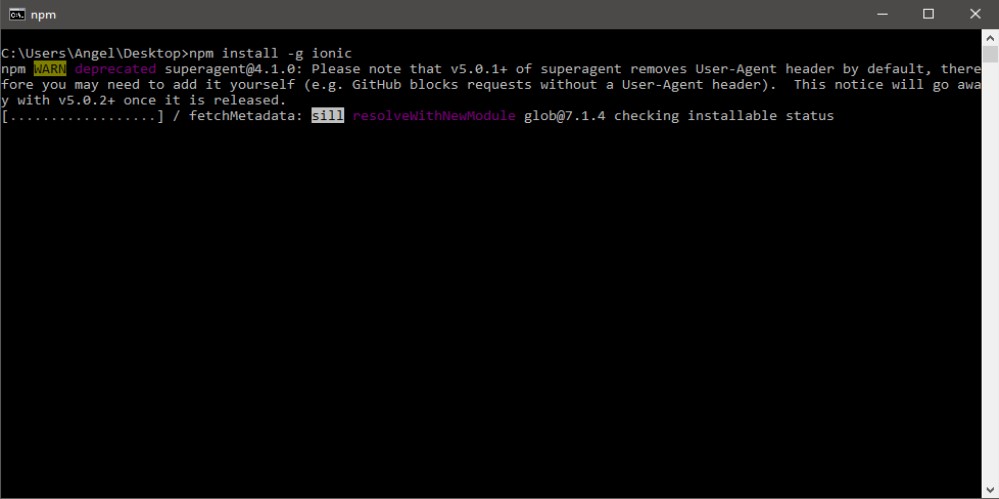 npm
C:\Users\Angel\Desktop>npm install -g ionic
npm WARN deprecated superagent@4.1.0: Please note that v5.0.1+ of superagent removes User-Agent header by default, there
fore you may need to add it yourself (e.g. GitHub blocks requests without a User-Agent header).  This notice will go awa
y with v5.0.2+ once it is released.
[..................] / fetchMetadata: sill resolveWithNewModule glob@7.1.4 checking installable status